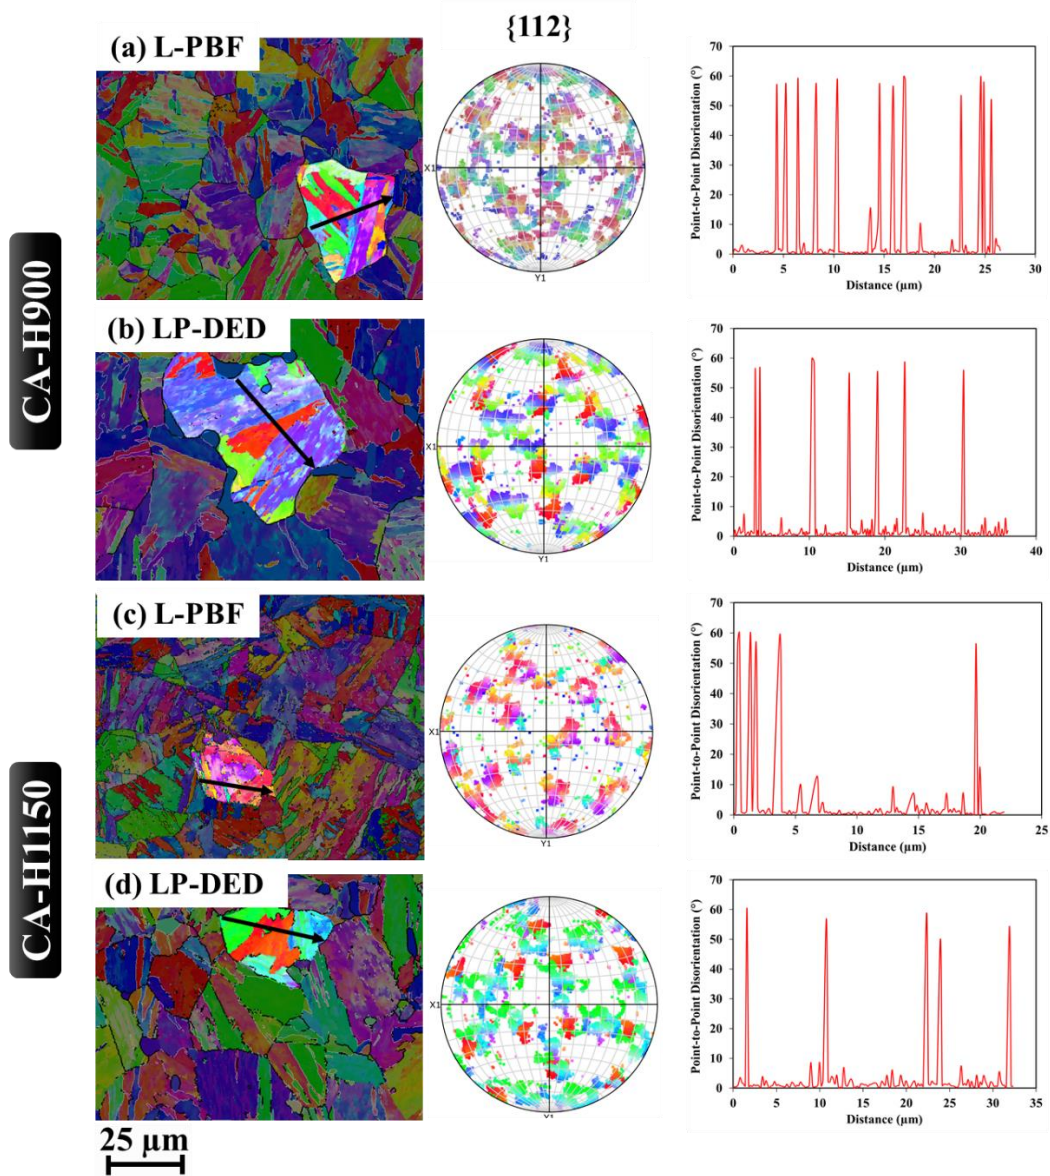 {112}
CA-H900
(a) L-PBF
X1
Y1
Point-to-Point Disorientation (°)
70
60
50
40
30
20
10
0
0 5 10 15 20 25 30
Distance (µm)
(b) LP-DED
X1
Y1
Point-to-Point Disorientation (°)
70
60
50
40
30
20
10
0
0 10 20 30 40
Distance (µm)
CA-H1150
(c) L-PBF
X1
Y1
Point-to-Point Disorientation (°)
70
60
50
40
30
20
10
0
0 5 10 15 20 25
Distance (µm)
(d) LP-DED
X1
Y1
Point-to-Point Disorientation (°)
70
60
50
40
30
20
10
0
0 5 10 15 20 25 30 35
Distance (µm)
25 µm